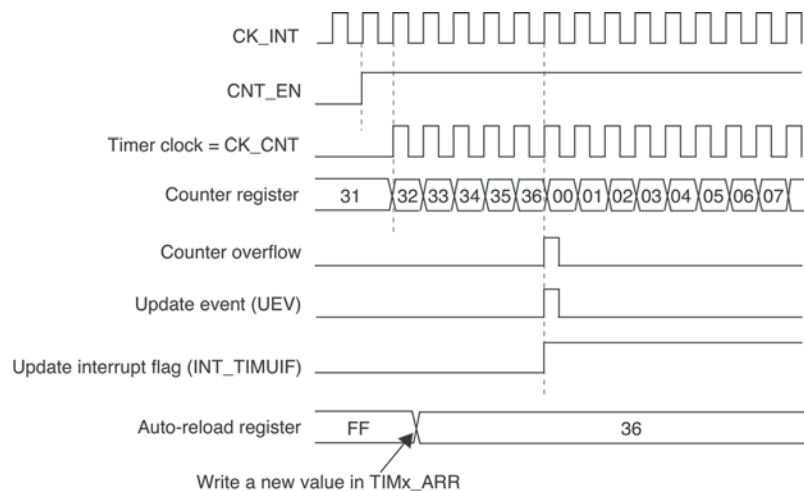 CK_INT
CNT_EN
Timer clock = CK_CNT
Counter register 31 32 33 34 35 36 00 01 02 03 04 05 06 07
Counter overflow
Update event (UEV)
Update interrupt flag (INT_TIMUIF)
Auto-reload register FF 36
Write a new value in TIMx_ARR